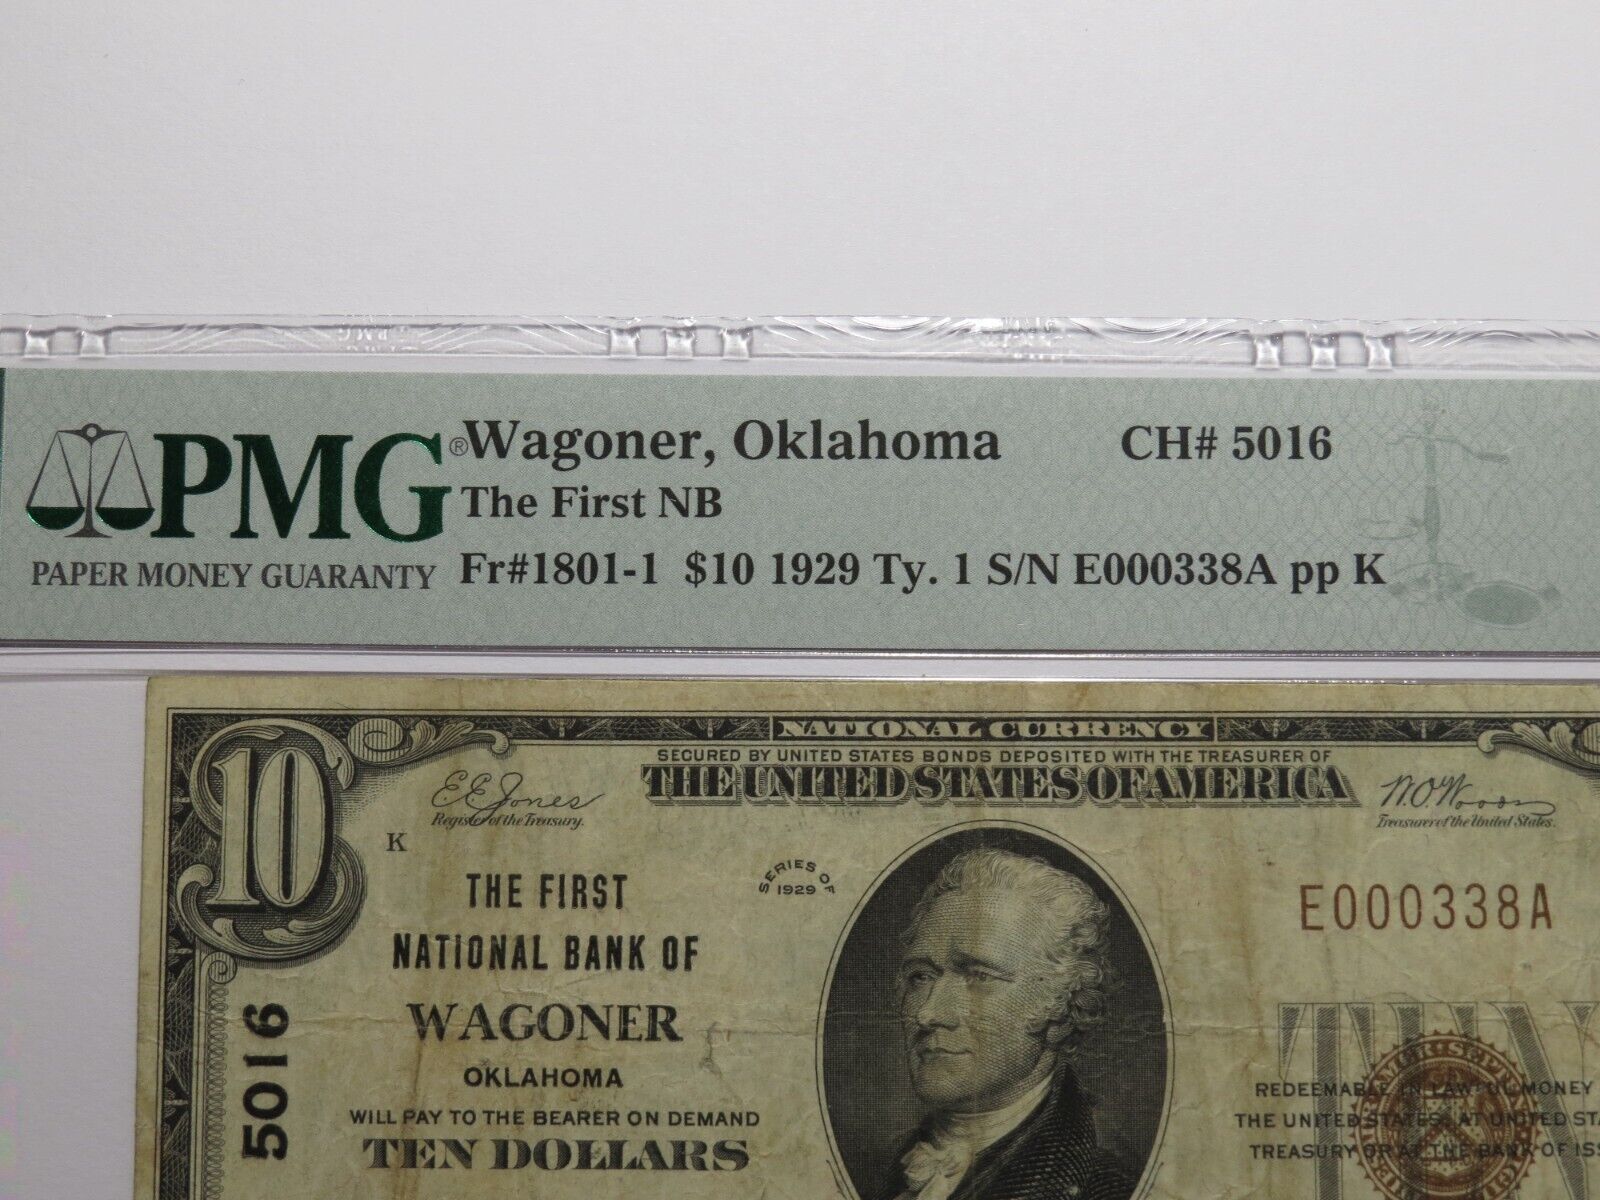 PMG
PMG® Wagoner, Oklahoma CH# 5016
The First NB
PAPER MONEY GUARANTY Fr#1801-1 $10 1929 Ty. 1 S/N E000338A pp K
NATIONAL CURRENCY
SECURED BY UNITED STATES BONDS DEPOSITED WITH THE TREASURER OF
THE UNITED STATES OF AMERICA
10
E.E. Jones
Register of the Treasury.
W.O. Woods
Treasurer of the United States.
K
SERIES OF
1929
THE FIRST
NATIONAL BANK OF
WAGONER
OKLAHOMA
WILL PAY TO THE BEARER ON DEMAND
TEN DOLLARS
5016
E000338A
TEN
REDEEMABLE IN LAWFUL MONEY
THE UNITED STATES, AT UNITED STA
TREASURY OR AT THE BANK OF ISS